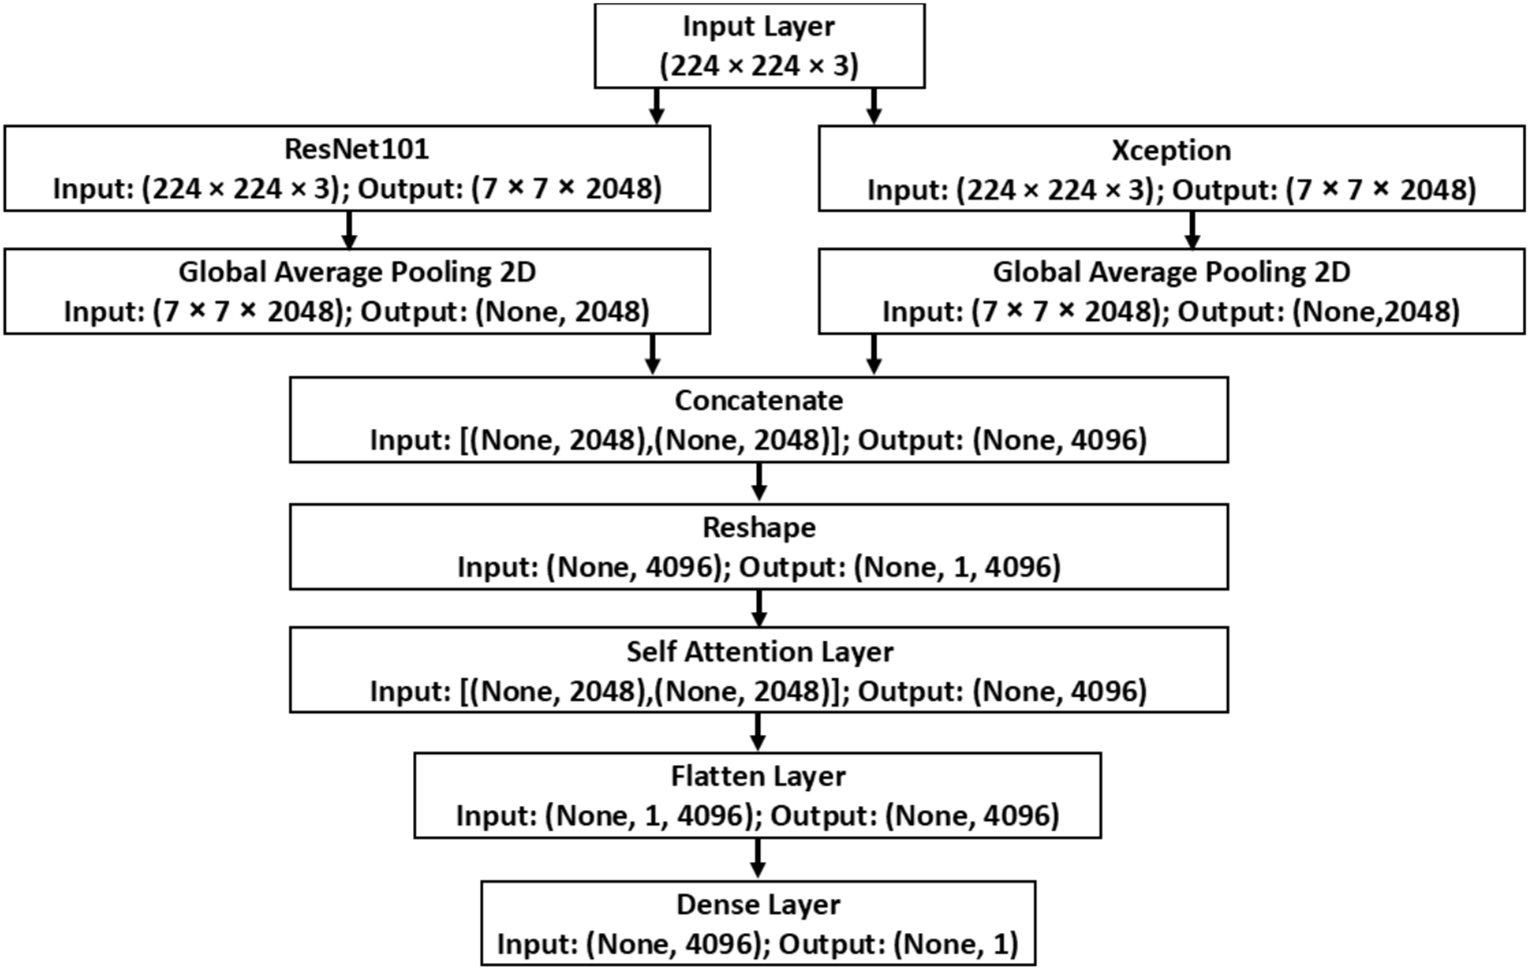 Input Layer
(224 × 224 × 3)
ResNet101
Input: (224 × 224 × 3); Output: (7 × 7 × 2048)
Xception
Input: (224 × 224 × 3); Output: (7 × 7 × 2048)
Global Average Pooling 2D
Input: (7 × 7 × 2048); Output: (None, 2048)
Global Average Pooling 2D
Input: (7 × 7 × 2048); Output: (None,2048)
Concatenate
Input: [(None, 2048),(None, 2048)]; Output: (None, 4096)
Reshape
Input: (None, 4096); Output: (None, 1, 4096)
Self Attention Layer
Input: [(None, 2048),(None, 2048)]; Output: (None, 4096)
Flatten Layer
Input: (None, 1, 4096); Output: (None, 4096)
Dense Layer
Input: (None, 4096); Output: (None, 1)